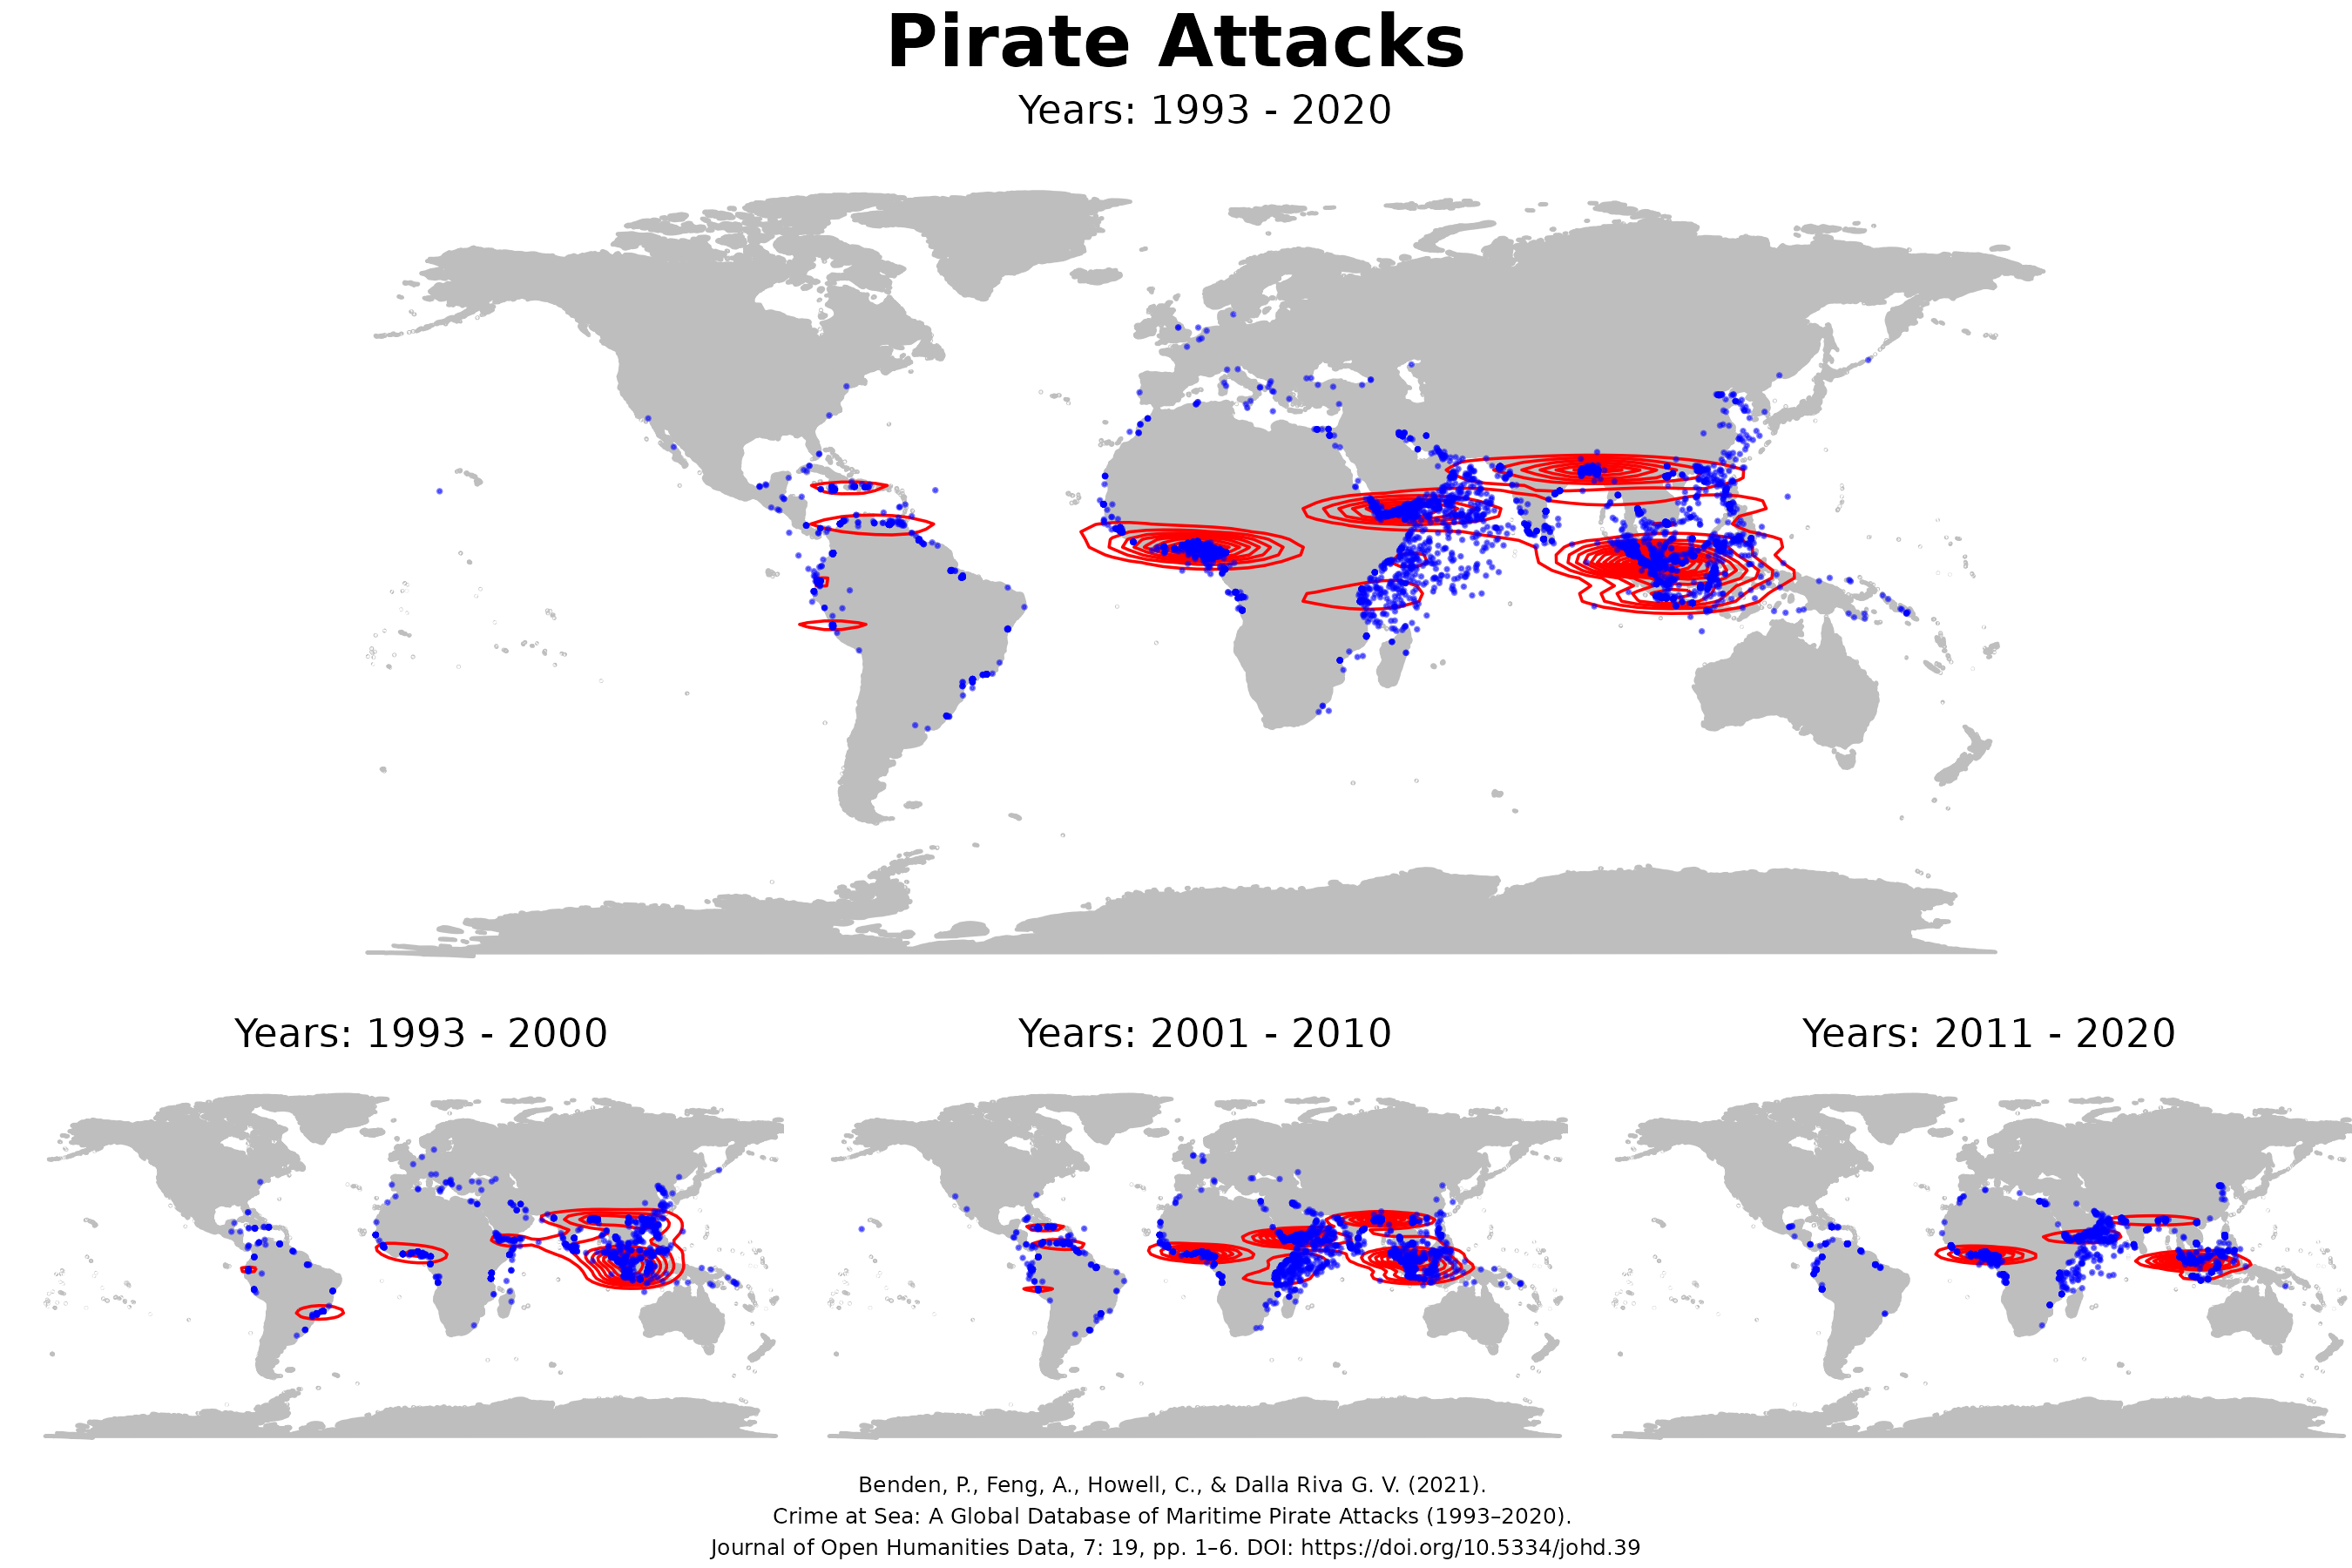 Pirate Attacks
Years: 1993 - 2020
Years: 1993 - 2000
Years: 2001 - 2010
Years: 2011 - 2020
Benden, P., Feng, A., Howell, C., & Dalla Riva G. V. (2021).
Crime at Sea: A Global Database of Maritime Pirate Attacks (1993–2020).
Journal of Open Humanities Data, 7: 19, pp. 1–6. DOI: https://doi.org/10.5334/johd.39